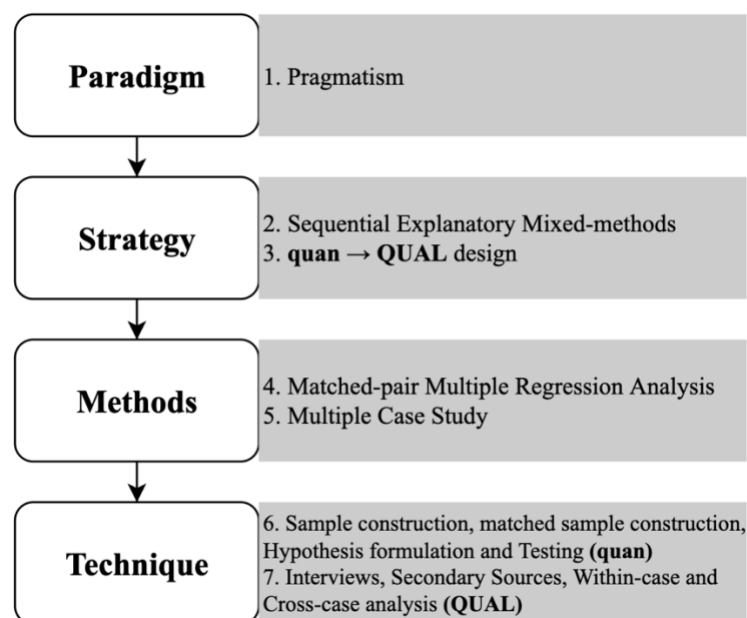 Paradigm
1. Pragmatism
Strategy
2. Sequential Explanatory Mixed-methods
3. quan → QUAL design
Methods
4. Matched-pair Multiple Regression Analysis
5. Multiple Case Study
Technique
6. Sample construction, matched sample construction,
Hypothesis formulation and Testing (quan)
7. Interviews, Secondary Sources, Within-case and
Cross-case analysis (QUAL)